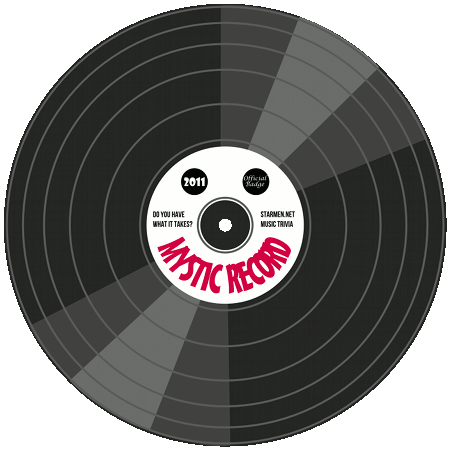 2011
Official
Badge
DO YOU HAVE
WHAT IT TAKES?
STARMEN.NET
MUSIC TRIVIA
MYSTIC RECORD